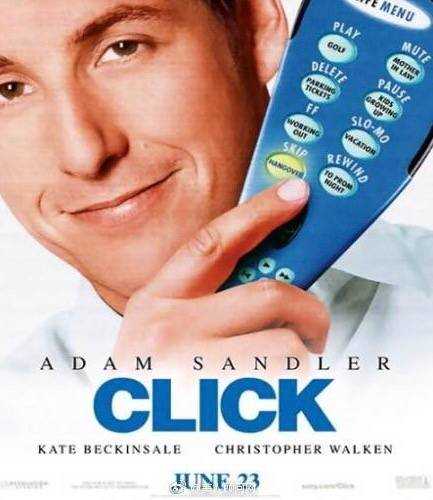 FE MENU
PLAY
GOLF
MUTE
MOTHER
IN LAW
DELETE
PARKING
TICKETS
PAUSE
KIDS
GROWING
UP
FF
WORKING
OUT
SLO-MO
VACATION
SKIP
HANGOVER
REWIND
TO PROM
NIGHT
ADAM SANDLER
CLICK
KATE BECKINSALE CHRISTOPHER WALKEN
JUNE 23